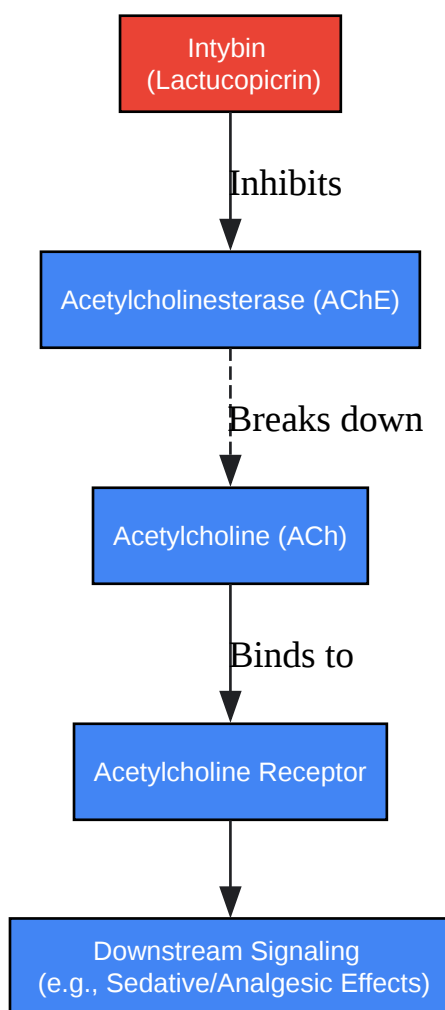 Intybin
(Lactucopicrin)
Inhibits
Acetylcholinesterase (AChE)
Breaks down
Acetylcholine (ACh)
Binds to
Acetylcholine Receptor
Downstream Signaling
(e.g., Sedative/Analgesic Effects)